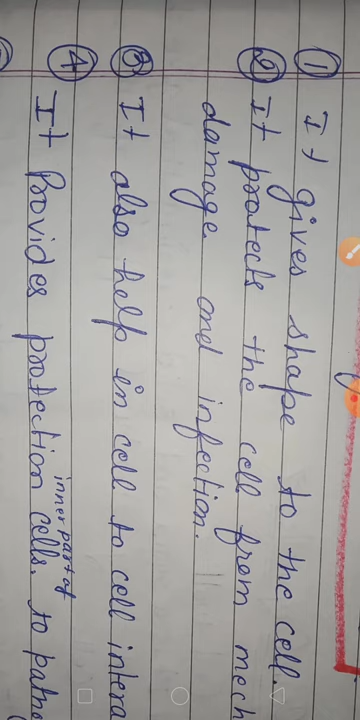 ① It gives shape to the cell.
② It protects the cell from mech
damage and infection.
③ It also help in cell to cell intera
inner part of
④ It Provides protection cells. to path